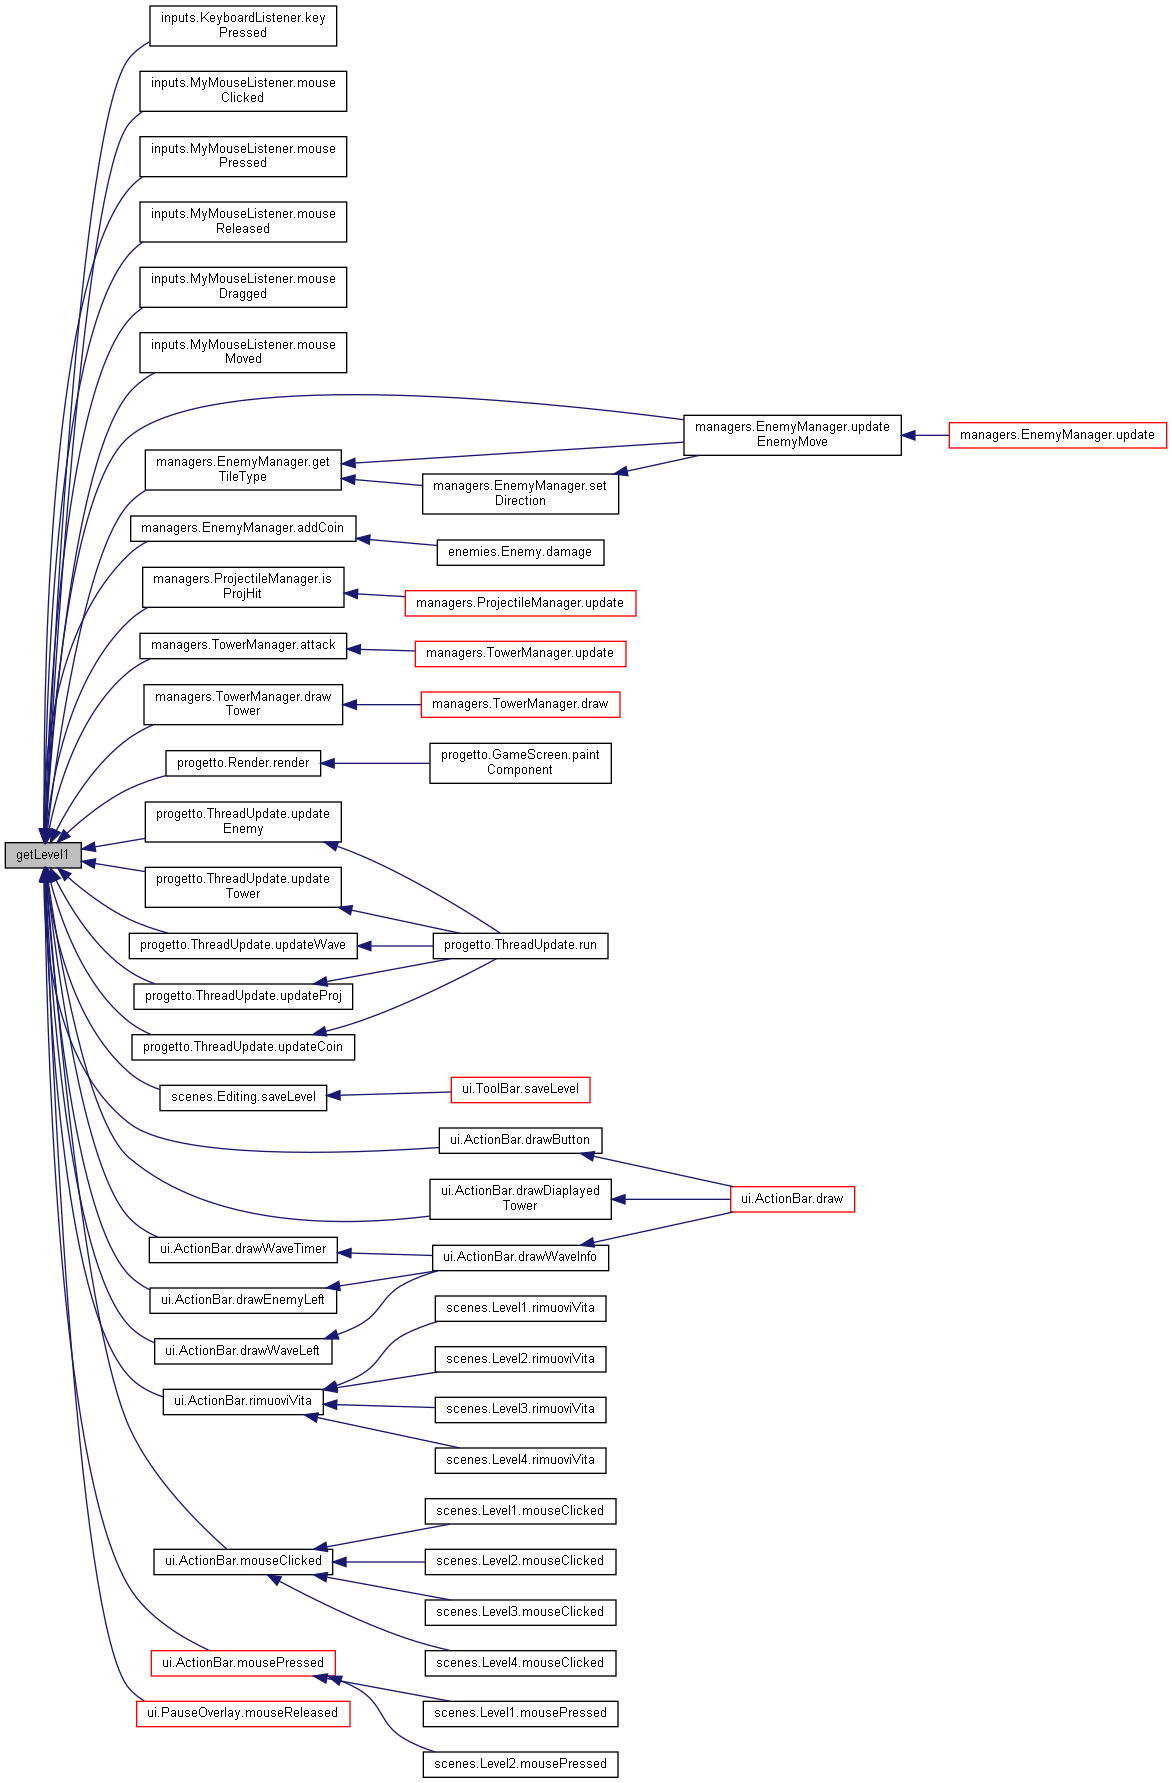 inputs.KeyboardListener.key
Pressed
inputs.MyMouseListener.mouse
Clicked
inputs.MyMouseListener.mouse
Pressed
inputs.MyMouseListener.mouse
Released
inputs.MyMouseListener.mouse
Dragged
inputs.MyMouseListener.mouse
Moved
managers.EnemyManager.update
EnemyMove
managers.EnemyManager.update
managers.EnemyManager.get
TileType
managers.EnemyManager.set
Direction
managers.EnemyManager.addCoin
enemies.Enemy.damage
managers.ProjectileManager.is
ProjHit
managers.ProjectileManager.update
managers.TowerManager.attack
managers.TowerManager.update
managers.TowerManager.draw
Tower
managers.TowerManager.draw
progetto.Render.render
progetto.GameScreen.paint
Component
progetto.ThreadUpdate.update
Enemy
getLevel1
progetto.ThreadUpdate.update
Tower
progetto.ThreadUpdate.updateWave
progetto.ThreadUpdate.run
progetto.ThreadUpdate.updateProj
progetto.ThreadUpdate.updateCoin
scenes.Editing.saveLevel
ui.ToolBar.saveLevel
ui.ActionBar.drawButton
ui.ActionBar.drawDiaplayed
Tower
ui.ActionBar.draw
ui.ActionBar.drawWaveTimer
ui.ActionBar.drawWaveInfo
ui.ActionBar.drawEnemyLeft
ui.ActionBar.drawWaveLeft
scenes.Level1.rimuoviVita
scenes.Level2.rimuoviVita
ui.ActionBar.rimuoviVita
scenes.Level3.rimuoviVita
scenes.Level4.rimuoviVita
scenes.Level1.mouseClicked
ui.ActionBar.mouseClicked
scenes.Level2.mouseClicked
scenes.Level3.mouseClicked
scenes.Level4.mouseClicked
ui.ActionBar.mousePressed
ui.PauseOverlay.mouseReleased
scenes.Level1.mousePressed
scenes.Level2.mousePressed